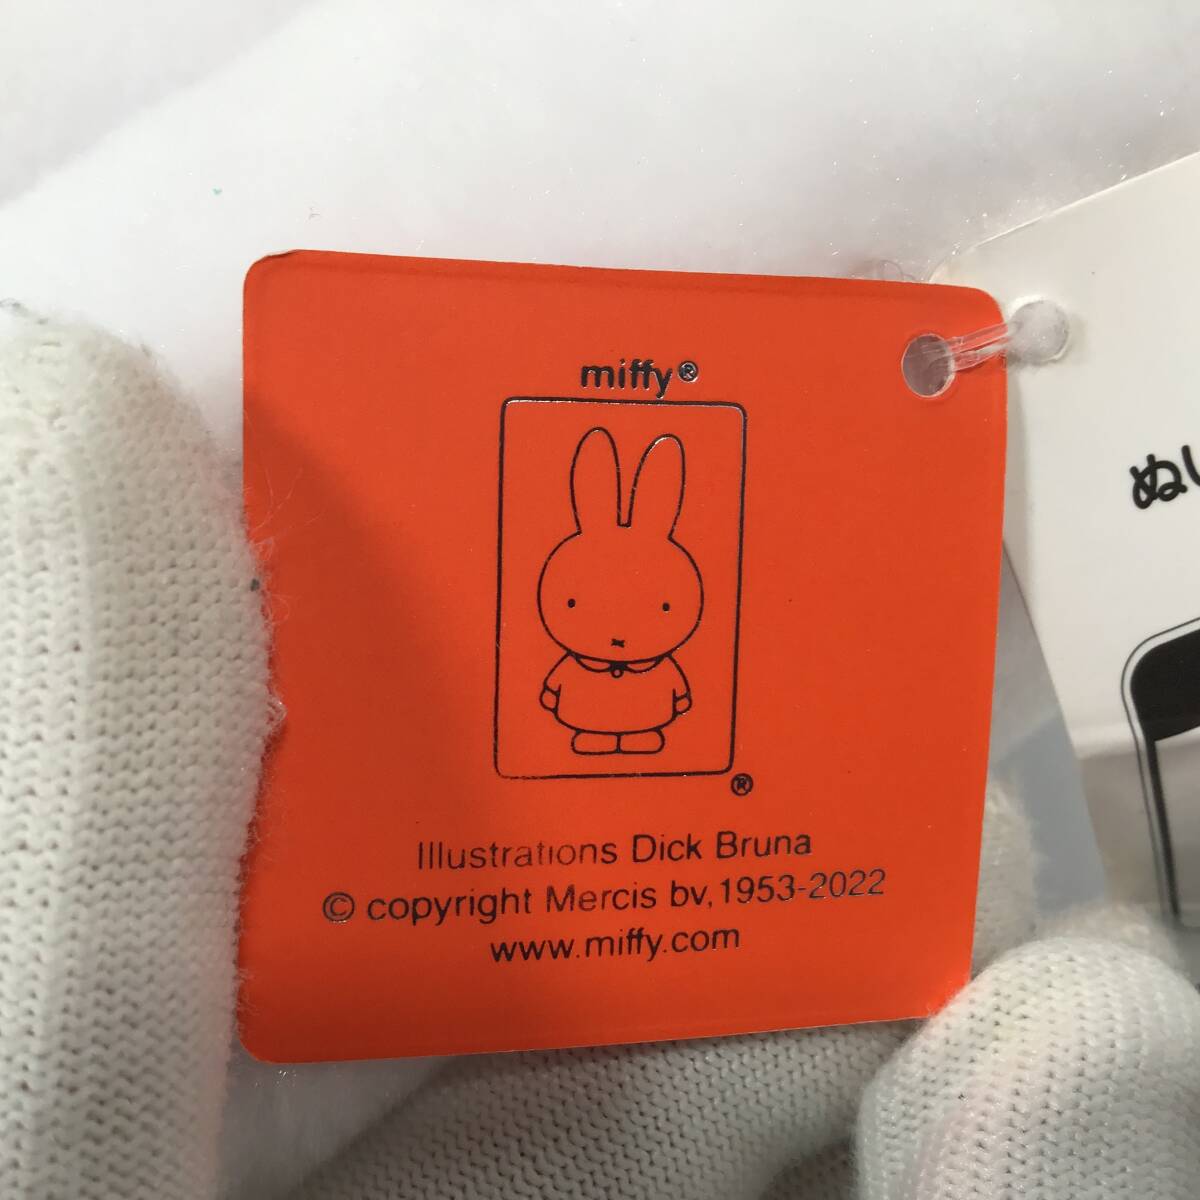 miffy®
®
Illustrations Dick Bruna
© copyright Mercis bv, 1953-2022
www.miffy.com
ぬい